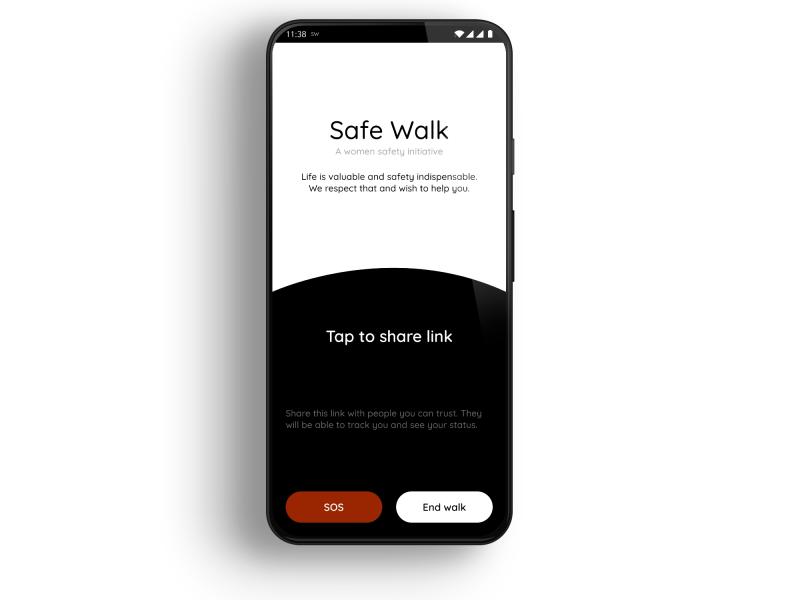 11:38 SW
Safe Walk
A women safety initiative
Life is valuable and safety indispensable.
We respect that and wish to help you.
Tap to share link
Share this link with people you can trust. They
will be able to track you and see your status.
SOS
End walk